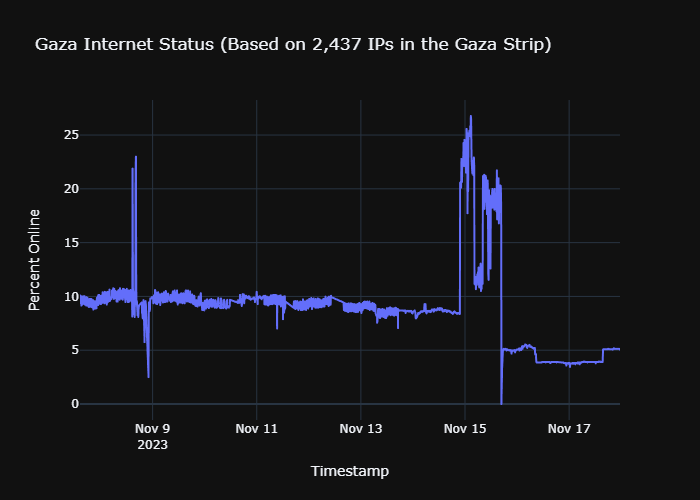 Gaza Internet Status (Based on 2,437 IPs in the Gaza Strip)
Percent Online
25
20
15
10
5
0
Nov 9
2023
Nov 11
Nov 13
Nov 15
Nov 17
Timestamp